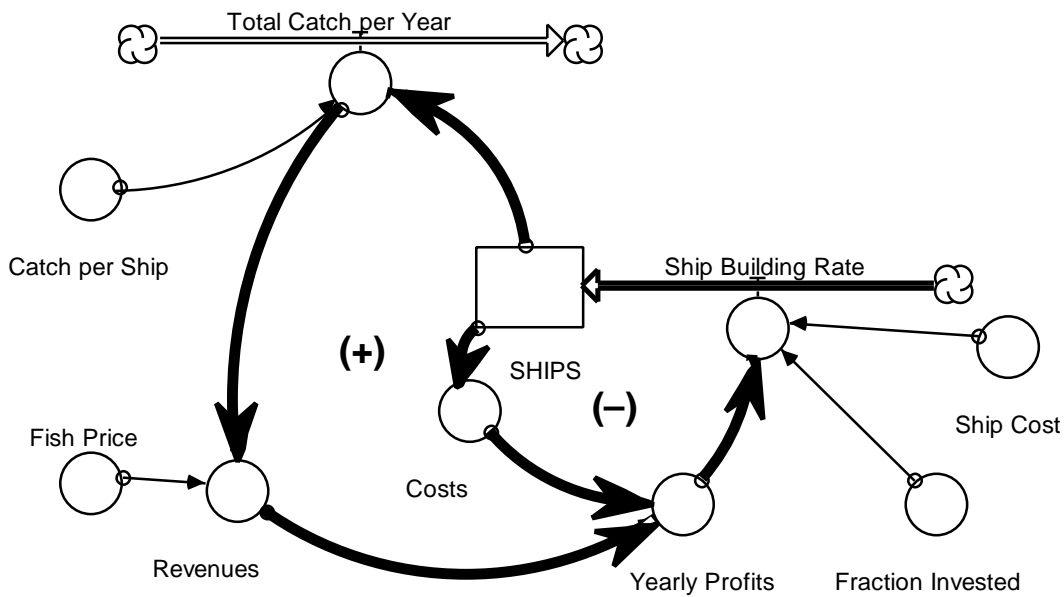 Total Catch per Year
Catch per Ship
Ship Building Rate
(+)
SHIPS
(–)
Ship Cost
Fish Price
Costs
Revenues
Yearly Profits
Fraction Invested